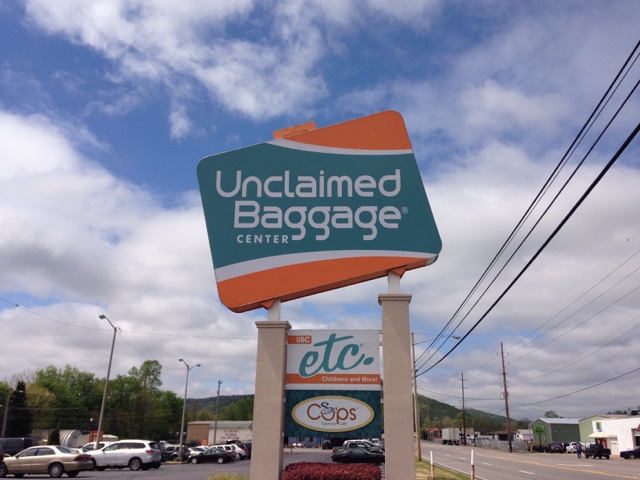 Unclaimed
Baggage®
CENTER
UBC
etc.
Childrens and More!
Cups